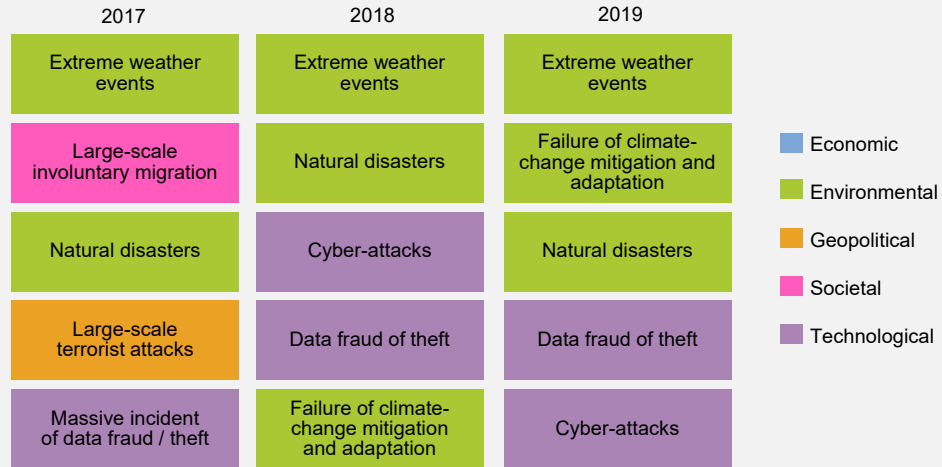 2017
2018
2019
Extreme weather
events
Extreme weather
events
Extreme weather
events
Large-scale
involuntary migration
Natural disasters
Failure of climate-
change mitigation and
adaptation
Natural disasters
Cyber-attacks
Natural disasters
Large-scale
terrorist attacks
Data fraud of theft
Data fraud of theft
Massive incident
of data fraud / theft
Failure of climate-
change mitigation
and adaptation
Cyber-attacks
Economic
Environmental
Geopolitical
Societal
Technological